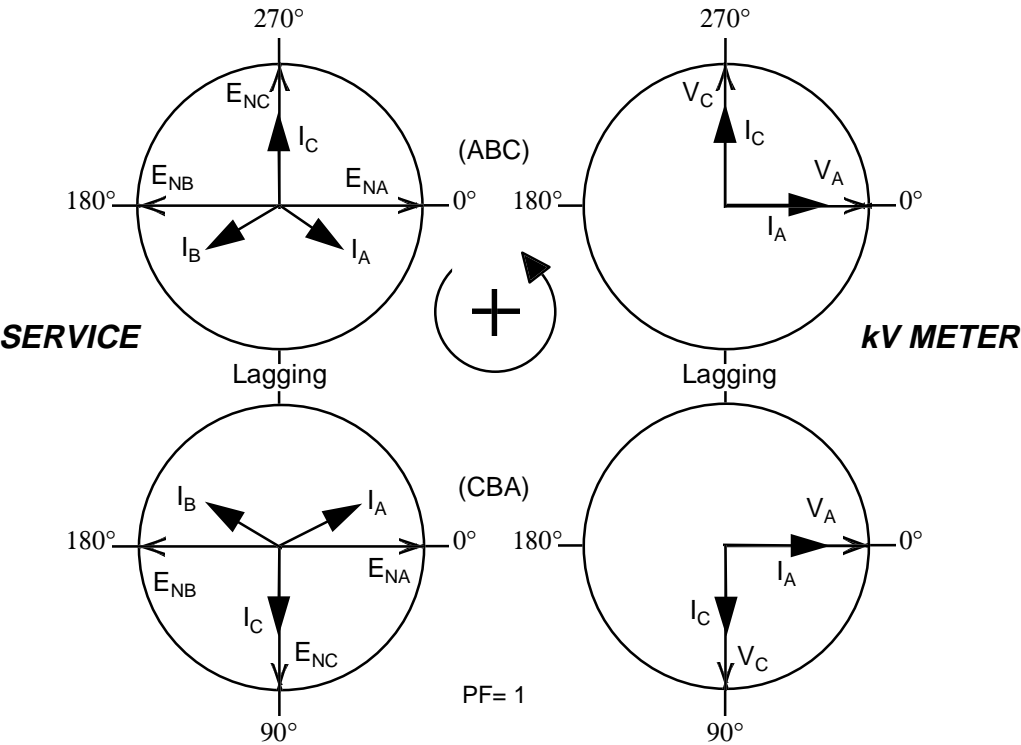 270°
270°
E_NC
I_C
V_C
I_C
(ABC)
E_NB
E_NA
V_A
180°
0°
180°
0°
I_B
I_A
I_A
+
SERVICE
kV METER
Lagging
Lagging
I_B
I_A
(CBA)
V_A
180°
0°
180°
0°
E_NB
E_NA
I_A
I_C
I_C
E_NC
V_C
PF= 1
90°
90°